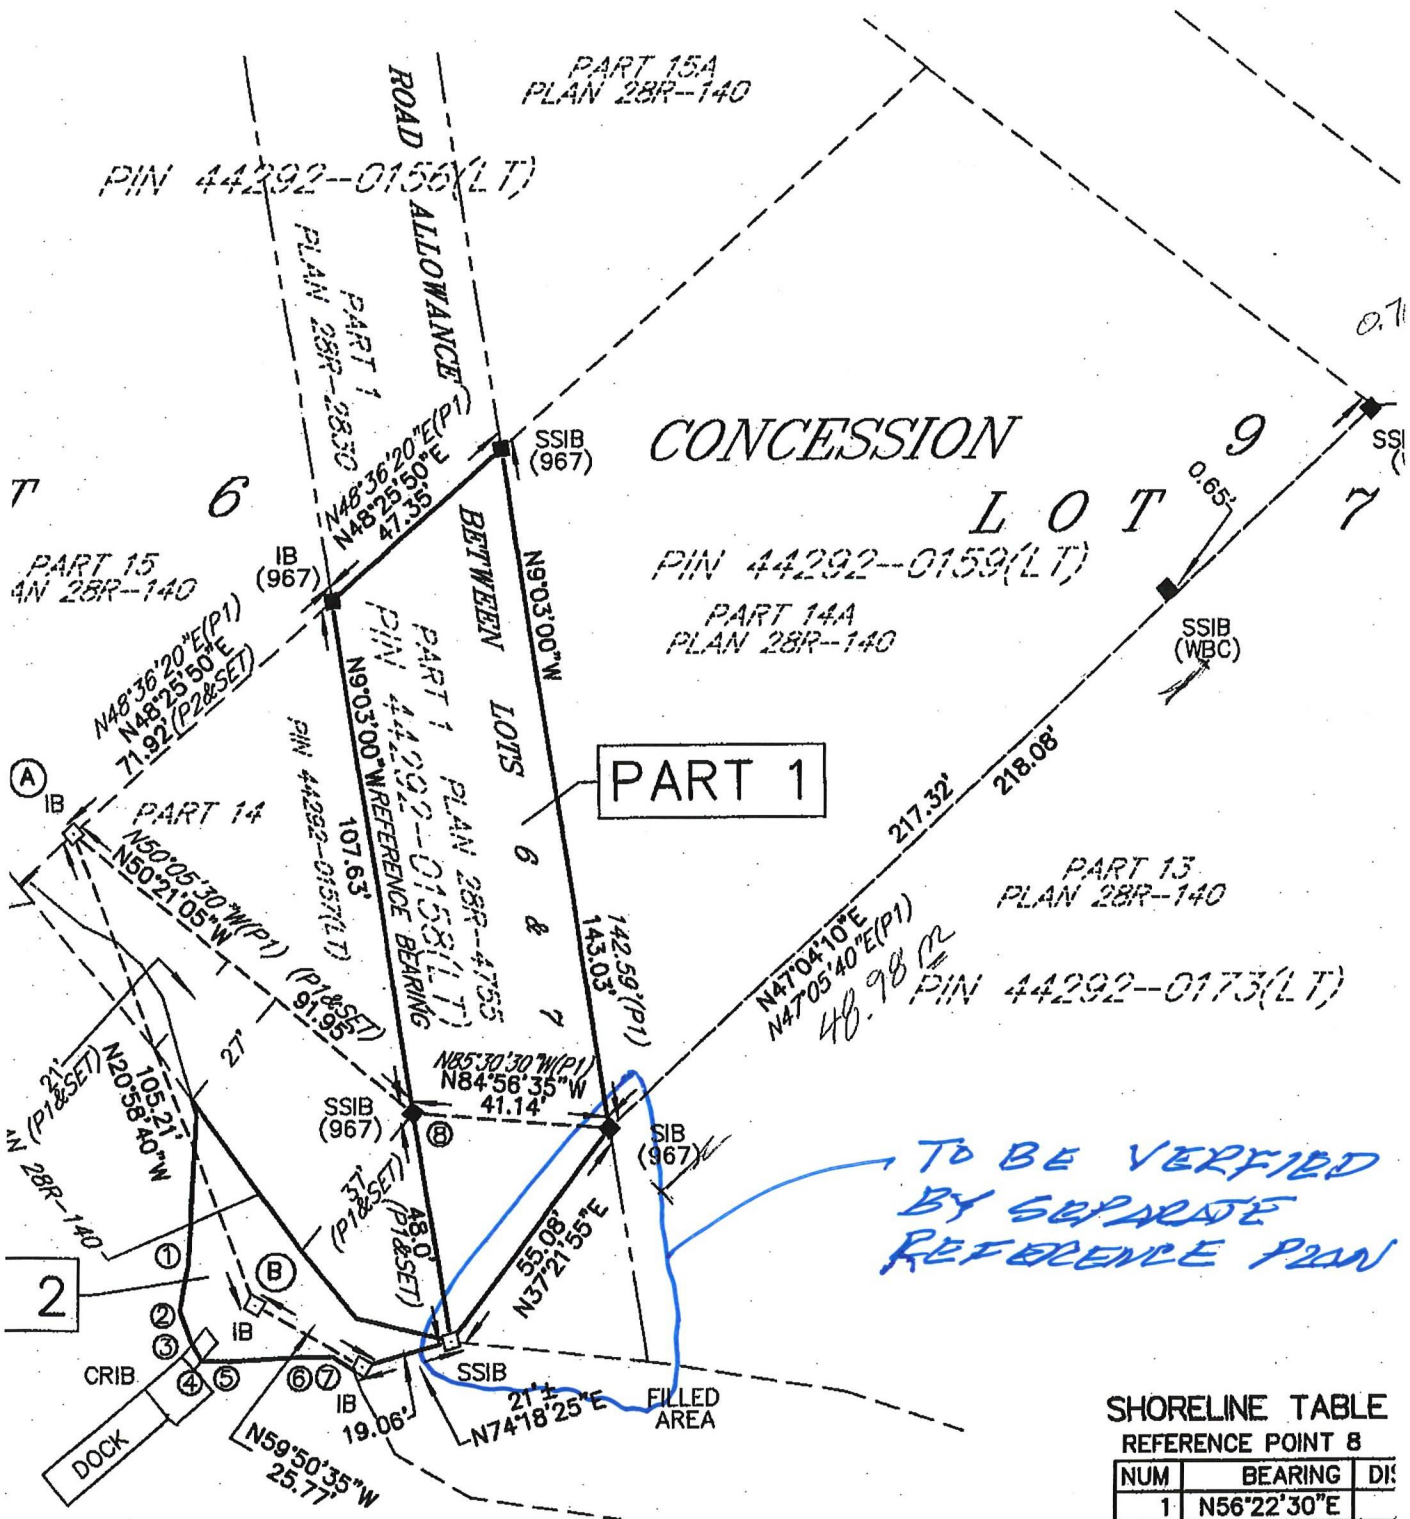 PART 15A
PLAN 28R-140
ROAD ALLOWANCE
PIN 44292-0156(LT)
PART 1
PLAN 28R-2830
N48°36'20"E(P1)
N48°25'50"E
47.35'
SSIB
(967)
CONCESSION 9
LOT 7
0.65'
6
IB
(967)
PART 15
AN 28R-140
BETWEEN LOTS 6 & 7
N9°03'00"W
PIN 44292-0159(LT)
PART 14A
PLAN 28R-140
SSIB
(WBC)
N48°36'20"E(P1)
N48°25'50"E
71.92'(P2&SET)
N9°03'00"W REFERENCE BEARING
107.63'
PART 1 PLAN 28R-4755
PIN 44292-0158(LT)
PIN 44292-0157(LT)
PART 1
A
IB
PART 14
N50°05'30"W(P1)
N50°21'05"W
(P1&SET)
91.95'
217.32'
218.08'
PART 13
PLAN 28R-140
N47°04'10"E
N47°05'40"E(P1)
48.98 m
PIN 44292-0173(LT)
142.59'(P1)
143.03'
27'
21'
(P1&SET)
105.21'
N20°58'40"W
AN 28R-140
N85°30'30"W(P1)
N84°56'35"W
41.14'
SSIB
(967)
8
SIB
(967)
37'
(P1&SET)
48.0'
(P1&SET)
55.08'
N37°21'55"E
TO BE VERFIED
BY SEPARATE
REFERENCE PLAN
1
2
B
2
IB
3
CRIB
4
5
6
7
IB
SSIB
19.06'
21'±
N74°18'25"E
FILLED
AREA
DOCK
N59°50'35"W
25.77'
SHORELINE TABLE
REFERENCE POINT 8
NUM BEARING
1 N56°22'30"E